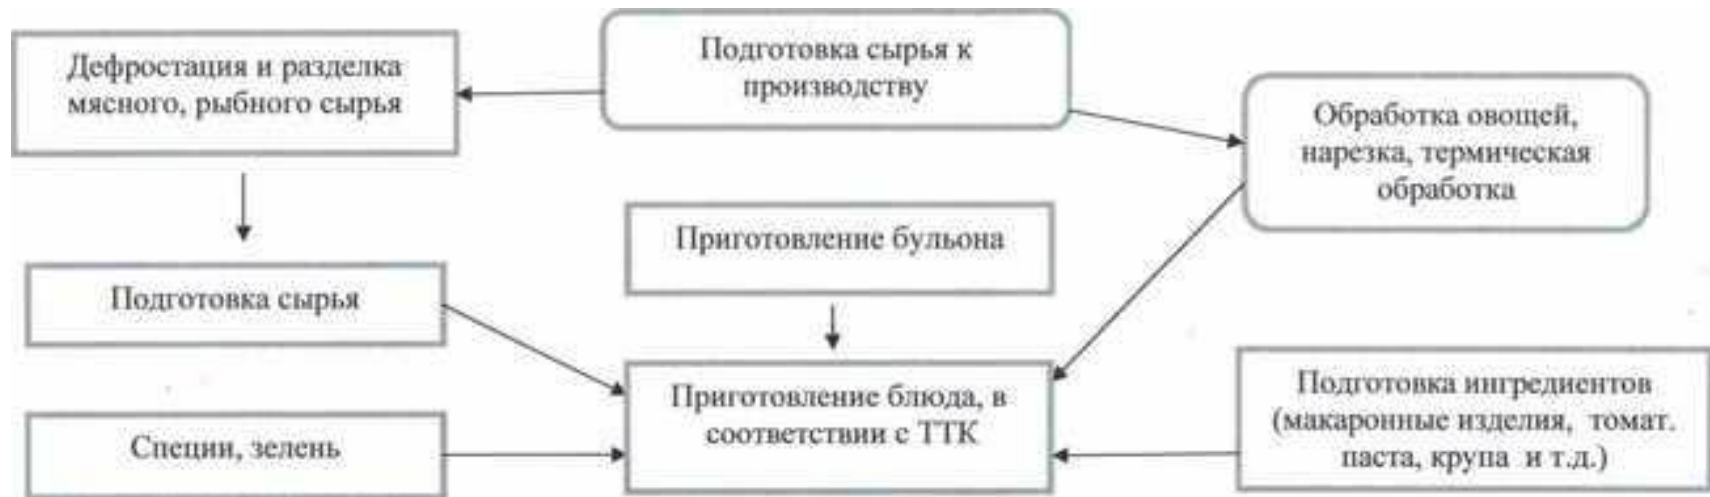 Подготовка сырья к
производству
Дефростация и разделка
мясного, рыбного сырья
Обработка овощей,
нарезка, термическая
обработка
Приготовление бульона
Подготовка сырья
Приготовление блюда, в
соответствии с ТТК
Подготовка ингредиентов
(макаронные изделия, томат.
паста, крупа и т.д.)
Специи, зелень